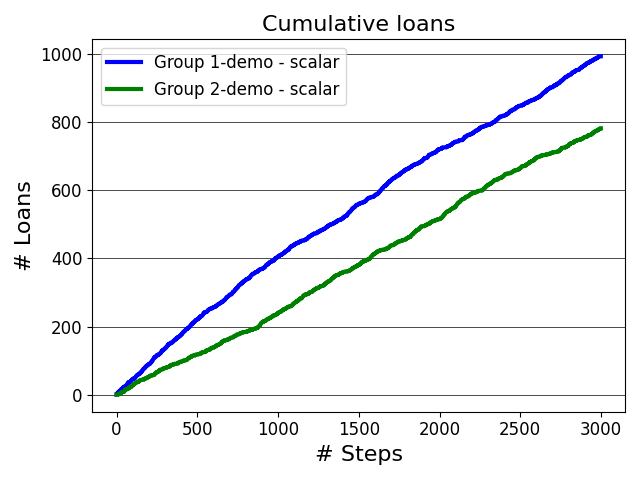 Cumulative loans
Group 1-demo - scalar
Group 2-demo - scalar
# Loans
1000
800
600
400
200
0
0 500 1000 1500 2000 2500 3000
# Steps